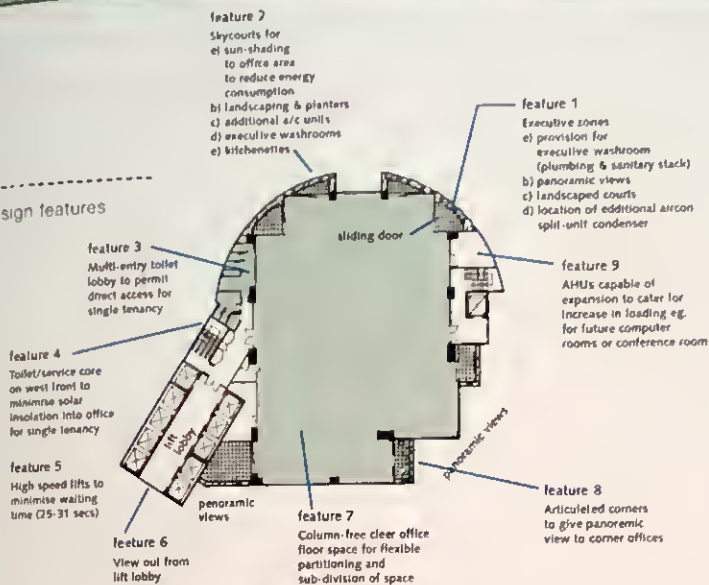 feature 2
Skycourts for
e) sun-shading
to office area
to reduce energy
consumption
b) landscaping & planters
c) additional a/c units
d) executive washrooms
e) kitchenettes
feature 1
Executive zones
e) provision for
executive washroom
(plumbing & sanitary stack)
b) panoramic views
c) landscaped courts
d) location of edditional aircon
split-unit condenser
sign features
sliding door
feature 3
Multi-entry toilet
lobby to permit
direct access for
single tenancy
feature 9
AHUs capable of
expansion to cater for
Increase in loading eg.
for future computer
rooms or conference room
feature 4
Toilet/service core
on west front to
minimise solar
insolation into office
for single tenancy
lift
lobby
feature 5
High speed lifts to
minimise waiting
time (25-31 secs)
panoramic
views
panoramic views
feature 8
Articuleted corners
to give panoremic
view to corner offices
feeture 6
View out from
lift lobby
feature 7
Column-free cleer office
floor space for flexible
partitioning and
sub-division of space